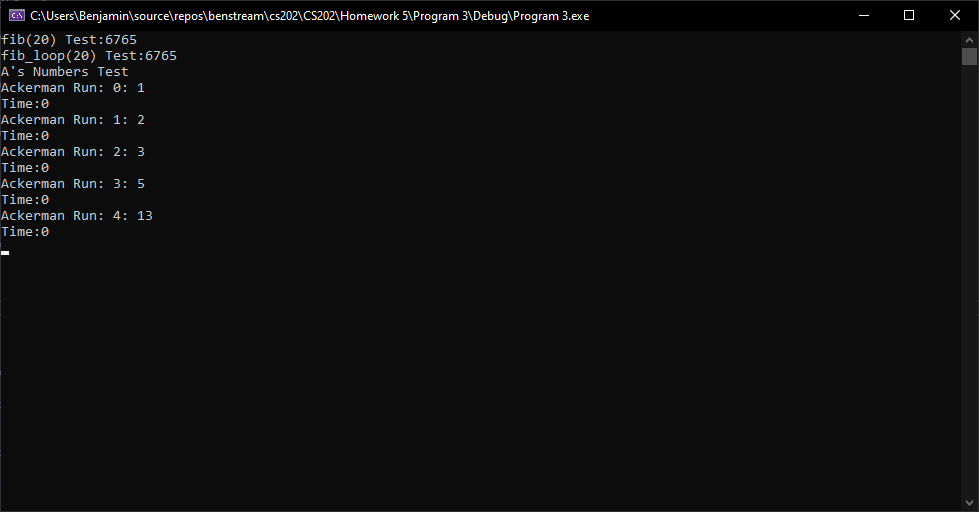 C:\Users\Benjamin\source\repos\benstream\cs202\CS202\Homework 5\Program 3\Debug\Program 3.exe
fib(20) Test:6765
fib_loop(20) Test:6765
A's Numbers Test
Ackerman Run: 0: 1
Time:0
Ackerman Run: 1: 2
Time:0
Ackerman Run: 2: 3
Time:0
Ackerman Run: 3: 5
Time:0
Ackerman Run: 4: 13
Time:0